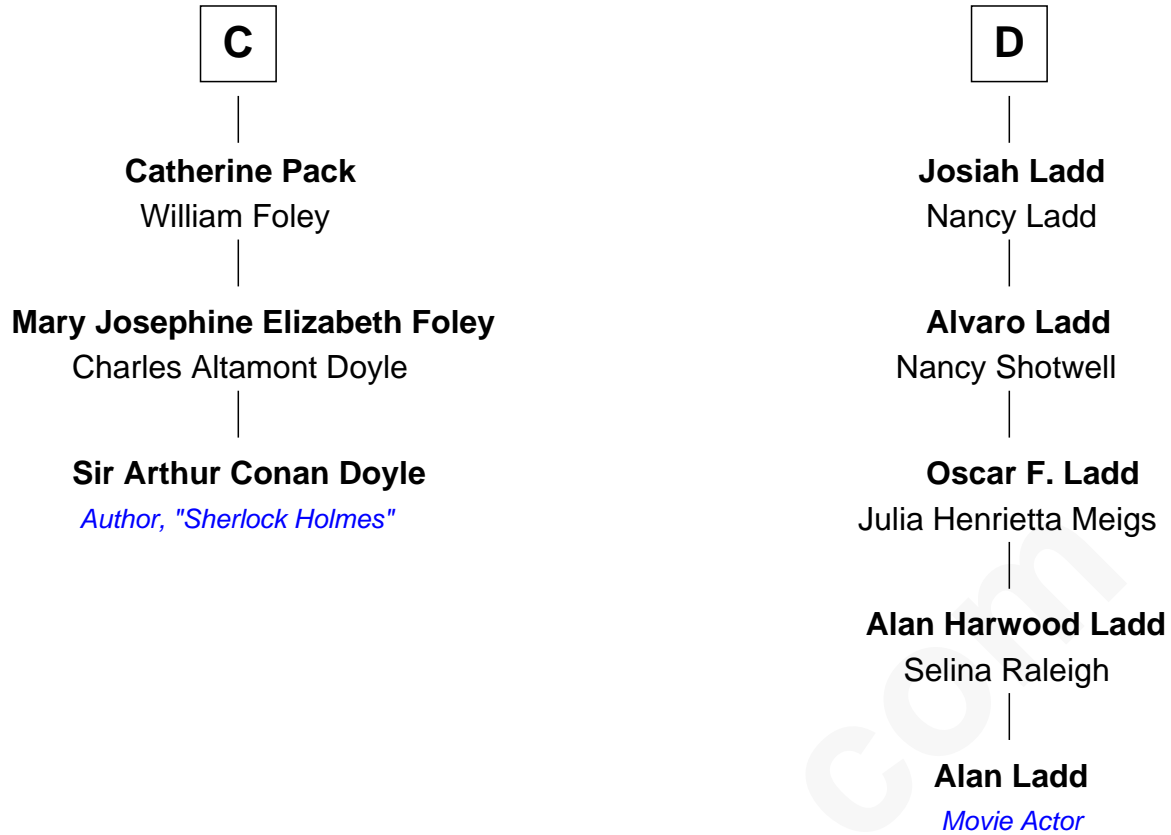 C
Catherine Pack
William Foley
Mary Josephine Elizabeth Foley
Charles Altamont Doyle
Sir Arthur Conan Doyle
Author, "Sherlock Holmes"
D
Josiah Ladd
Nancy Ladd
Alvaro Ladd
Nancy Shotwell
Oscar F. Ladd
Julia Henrietta Meigs
Alan Harwood Ladd
Selina Raleigh
Alan Ladd
Movie Actor
com